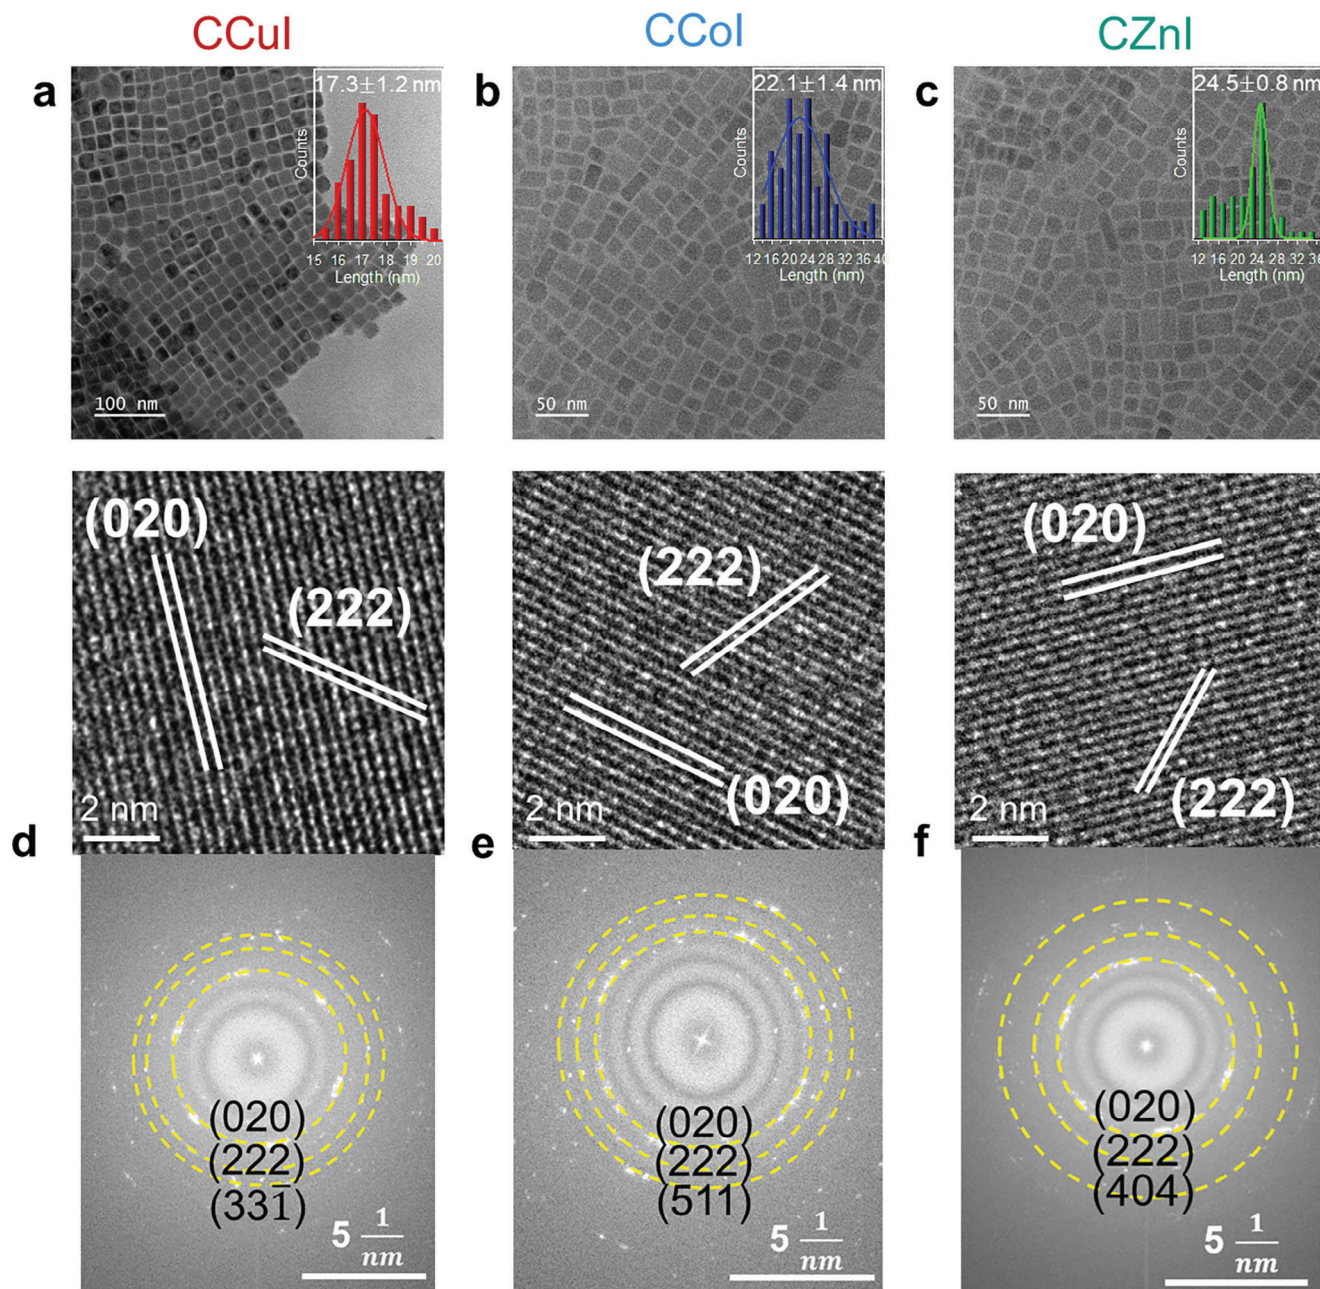 CCuI
CCoI
CZnI
a
17.3±1.2 nm
Counts
15 16 17 18 19 20
Length (nm)
100 nm
b
22.1±1.4 nm
Counts
12 16 20 24 28 32 36 40
Length (nm)
50 nm
c
24.5±0.8 nm
Counts
12 16 20 24 28 32 36
Length (nm)
50 nm
(020)
(222)
2 nm
(222)
(020)
2 nm
(020)
(222)
2 nm
d
(020)
(222)
(331̅)
5 1/nm
e
(020)
(222)
(511)
5 1/nm
f
(020)
(222)
(404)
5 1/nm